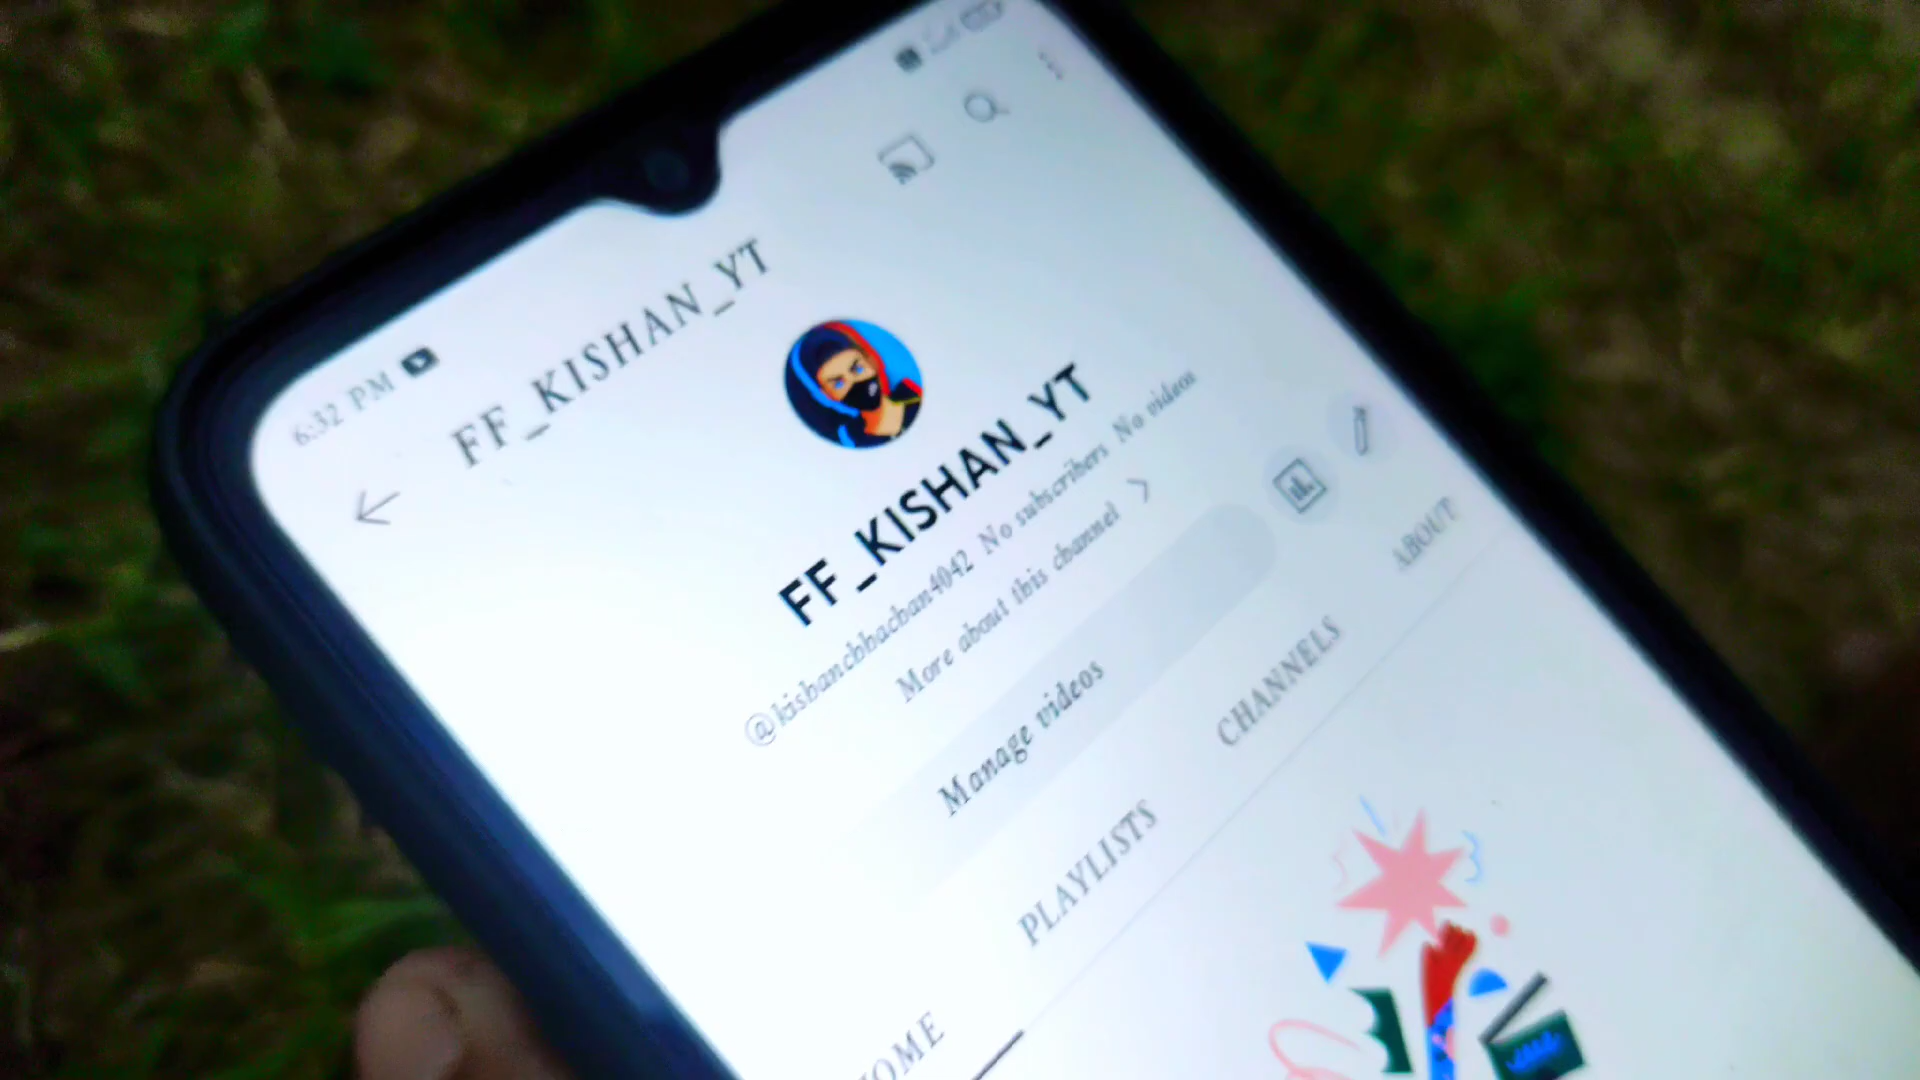 6:32 PM
FF_KISHAN_YT
FF_KISHAN_YT
@kishanchhachhan4042 No subscribers No videos
More about this channel
Manage videos
HOME PLAYLISTS CHANNELS ABOUT